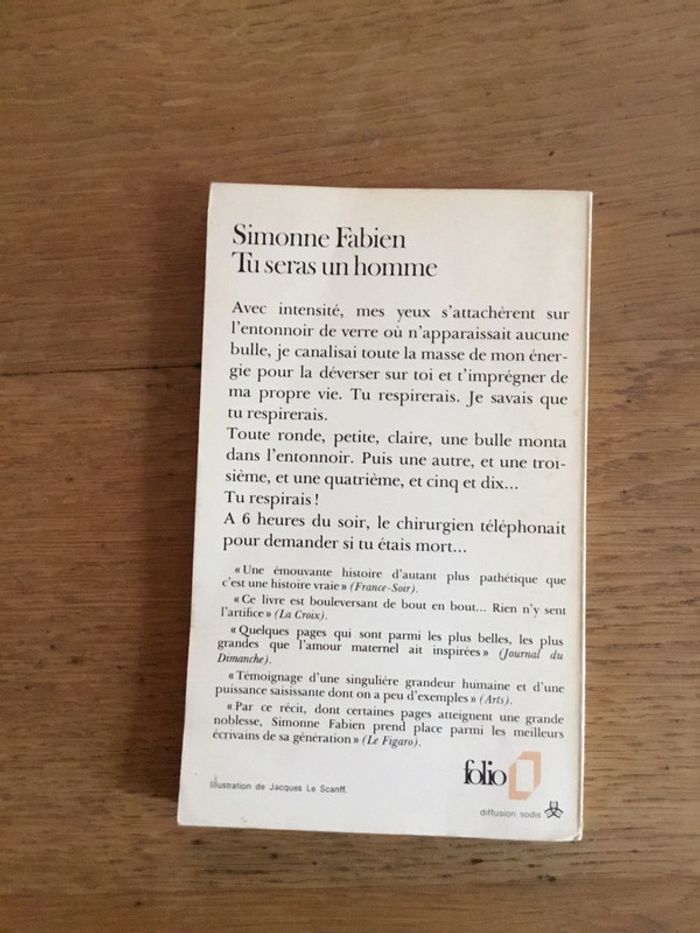 Simonne Fabien
Tu seras un homme
Avec intensité, mes yeux s'attachèrent sur
l'entonnoir de verre où n'apparaissait aucune
bulle, je canalisai toute la masse de mon éner-
gie pour la déverser sur toi et t'imprégner de
ma propre vie. Tu respirerais. Je savais que
tu respirerais.
Toute ronde, petite, claire, une bulle monta
dans l'entonnoir. Puis une autre, et une troi-
sième, et une quatrième, et cinq et dix...
Tu respirais !
A 6 heures du soir, le chirurgien téléphonait
pour demander si tu étais mort...
« Une émouvante histoire d'autant plus pathétique que
c'est une histoire vraie » (France-Soir).
« Ce livre est bouleversant de bout en bout... Rien n'y sent
l'artifice » (La Croix).
« Quelques pages qui sont parmi les plus belles, les plus
grandes que l'amour maternel ait inspirées » (Journal du
Dimanche).
« Témoignage d'une singulière grandeur humaine et d'une
puissance saisissante dont on a peu d'exemples » (Arts).
« Par ce récit, dont certaines pages atteignent une grande
noblesse, Simonne Fabien prend place parmi les meilleurs
écrivains de sa génération » (Le Figaro).
folio
Illustration de Jacques Le Scanff.
diffusion sodis